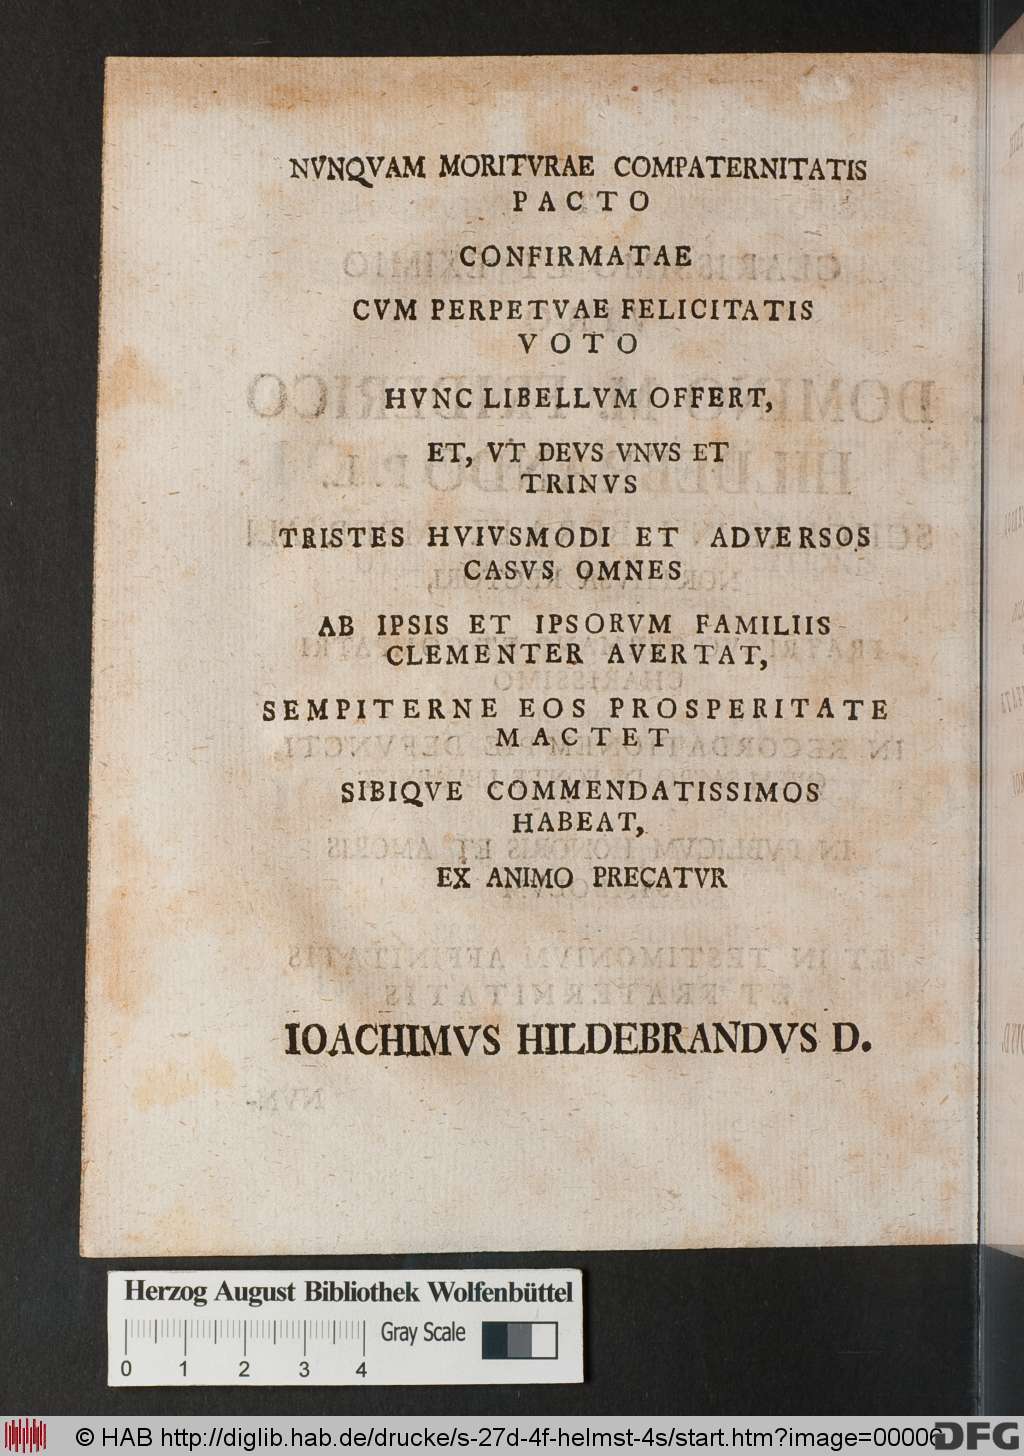 NVNQVAM MORITVRAE COMPATERNITATIS
PACTO
CONFIRMATAE
CVM PERPETVAE FELICITATIS
VOTO
HVNC LIBELLVM OFFERT,
ET, VT DEVS VNVS ET
TRINVS
TRISTES HVIVSMODI ET ADVERSOS
CASVS OMNES
AB IPSIS ET IPSORVM FAMILIIS
CLEMENTER AVERTAT,
SEMPITERNE EOS PROSPERITATE
MACTET
SIBIQVE COMMENDATISSIMOS
HABEAT,
EX ANIMO PRECATVR
IOACHIMVS HILDEBRANDVS D.
Herzog August Bibliothek Wolfenbüttel
Gray Scale
0 1 2 3 4
© HAB http://diglib.hab.de/drucke/s-27d-4f-helmst-4s/start.htm?image=00006
DFG